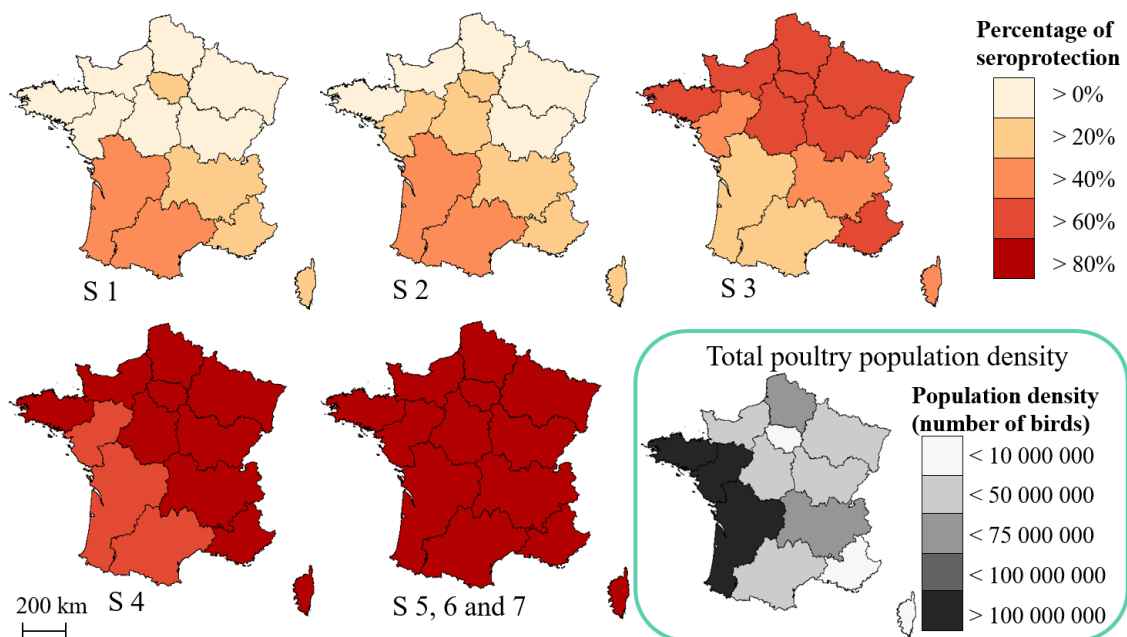 S 1
S 2
S 3
Percentage of
seroprotection
> 0%
> 20%
> 40%
> 60%
> 80%
S 4
S 5, 6 and 7
200 km
Total poultry population density
Population density
(number of birds)
< 10 000 000
< 50 000 000
< 75 000 000
< 100 000 000
> 100 000 000